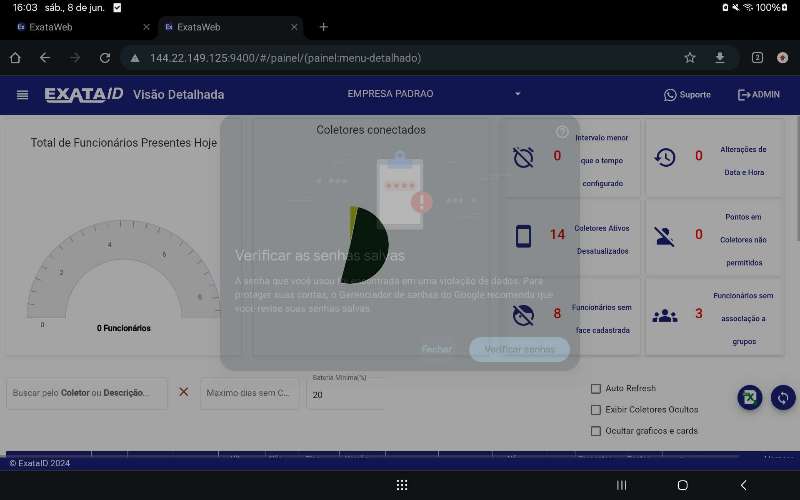 16:03 sáb., 8 de jun.
100%
ExataWeb
ExataWeb
144.22.149.125:9400/#/painel/(painel:menu-detalhado)
2
EXATA ID Visão Detalhada
EMPRESA PADRAO
Suporte
ADMIN
Total de Funcionários Presentes Hoje
0
2
4
6
8
0 Funcionários
Coletores conectados
Verificar as senhas salvas
A senha que você usou foi encontrada em uma violação de dados. Para
proteger suas contas, o Gerenciador de senhas do Google recomenda que
você revise suas senhas salvas.
Fechar
Verificar senhas
0
Intervalo menor
que o tempo
configurado
0
Alterações de
Data e Hora
14
Coletores Ativos
Desatualizados
0
Pontos em
Coletores não
permitidos
8
Funcionários sem
face cadastrada
3
Funcionários sem
associação a
grupos
Buscar pelo Coletor ou Descrição...
Maximo dias sem C...
Bateria Mínima(%)
20
Auto Refresh
Exibir Coletores Ocultos
Ocultar graficos e cards
© ExataID 2024